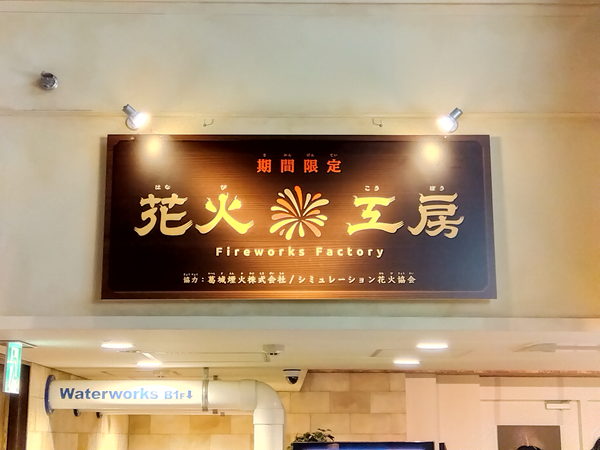 期間限定
花火工房
Fireworks Factory
協力：葛城煙火株式会社/シミュレーション花火協会
Waterworks B1F↓